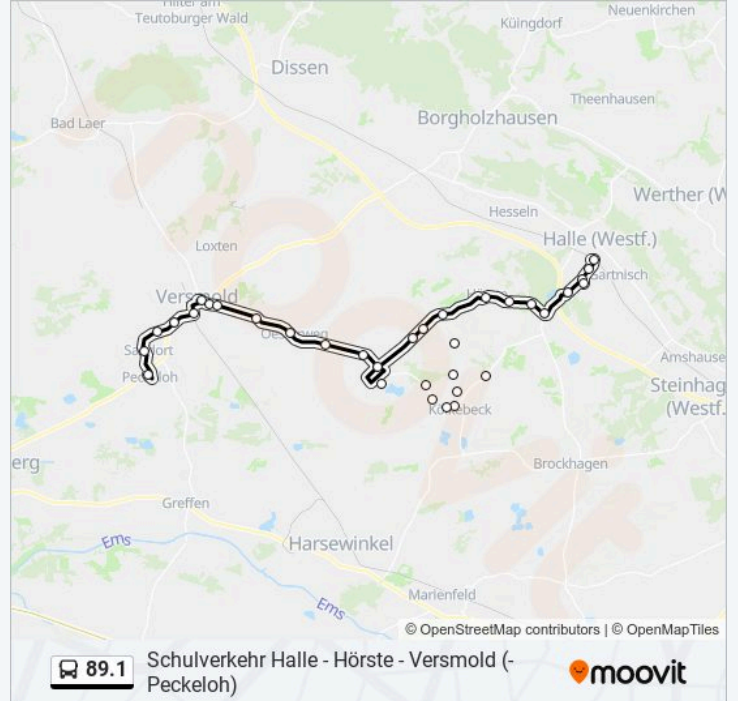 Hilter am
Teutoburger Wald
Neuenkirchen
Küingdorf
Dissen
Theenhausen
Bad Laer
Borgholzhausen
Werther (W
Hesseln
Halle (Westf.)
Loxten
Gartnisch
Versmold
Peckeloh
Amshause
Steinhag
(Westf.
erg
Brockhagen
Greffen
Ems
Harsewinkel
Marienfeld
Ems
© OpenStreetMap contributors | © OpenMapTiles
89.1
Schulverkehr Halle - Hörste - Versmold (-
Peckeloh)
moovit